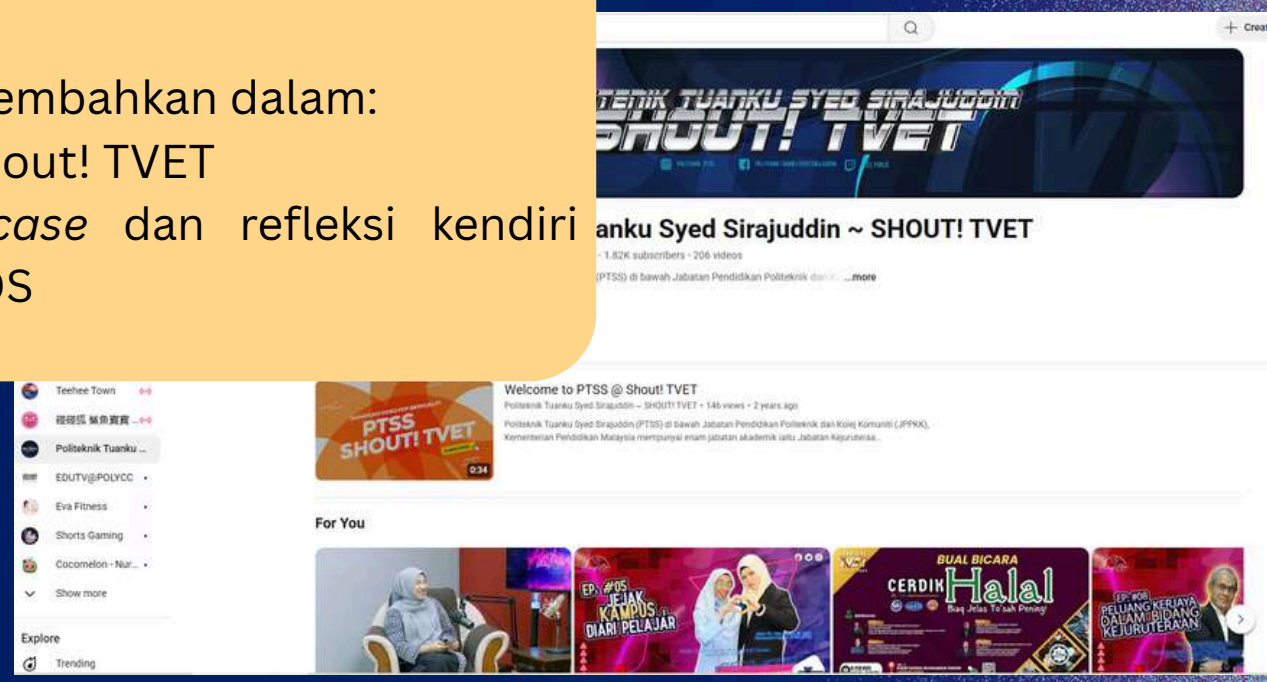 embahkan dalam:
out! TVET
case dan refleksi kendiri
OS
Creat
TENIK TUANKU SYED SIRAJUDDIN
SHOUT! TVET
anku Syed Sirajuddin ~ SHOUT! TVET
· 1.82K subscribers · 206 videos
(PTSS) di bawah Jabatan Pendidikan Politeknik dan ...more
Teehee Town
Politeknik Tuanku ...
EDUTV@POLYCC
Eva Fitness
Shorts Gaming
Cocomelon - Nur...
Show more
Explore
Trending
PTSS
SHOUT! TVET
0:34
Welcome to PTSS @ Shout! TVET
Politeknik Tuanku Syed Sirajuddin ~ SHOUT! TVET • 146 views • 2 years ago
Politeknik Tuanku Syed Sirajuddin (PTSS) di bawah Jabatan Pendidikan Politeknik dan Kolej Komuniti (JPPKK),
Kementerian Pendidikan Malaysia mempunyai enam jabatan akademik iaitu Jabatan Kejuruteraa...
For You
EP. #05
JEJAK
KAMPUS
DIARI PELAJAR
BUAL BICARA
CERDIK Halal
Biaq Jelas To'sah Pening!
EP: #08
PELUANG KERJAYA
DALAM BIDANG
KEJURUTERAAN